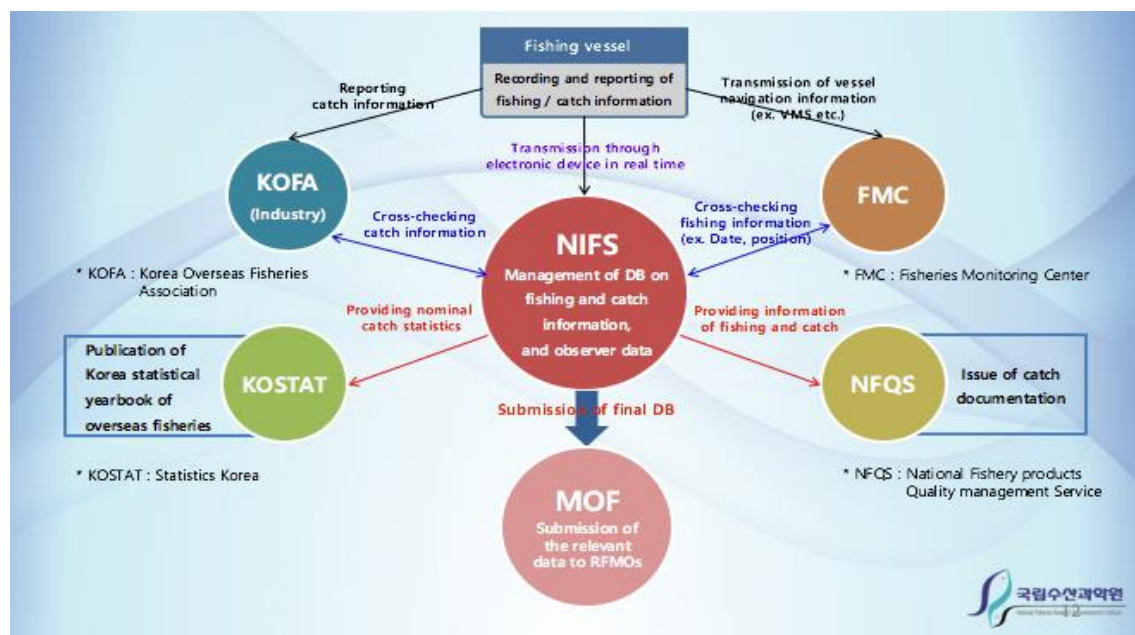 Fishing vessel
Recording and reporting of
fishing / catch information
Reporting
catch information
Transmission of vessel
navigation information
(ex. VMS etc.)
Transmission through
electronic device in real time
KOFA
(Industry)
FMC
Cross-checking
catch information
Cross-checking
fishing information
(ex. Date, position)
NIFS
Management of DB on
fishing and catch
information,
and observer data
* KOFA : Korea Overseas Fisheries
Association
* FMC : Fisheries Monitoring Center
Providing nominal
catch statistics
Providing information
of fishing and catch
Publication of
Korea statistical
yearbook of
overseas fisheries
KOSTAT
NFQS
Issue of catch
documentation
Submission of final DB
* KOSTAT : Statistics Korea
* NFQS : National Fishery products
Quality management Service
MOF
Submission of
the relevant
data to RFMOs
국립수산과학원
12